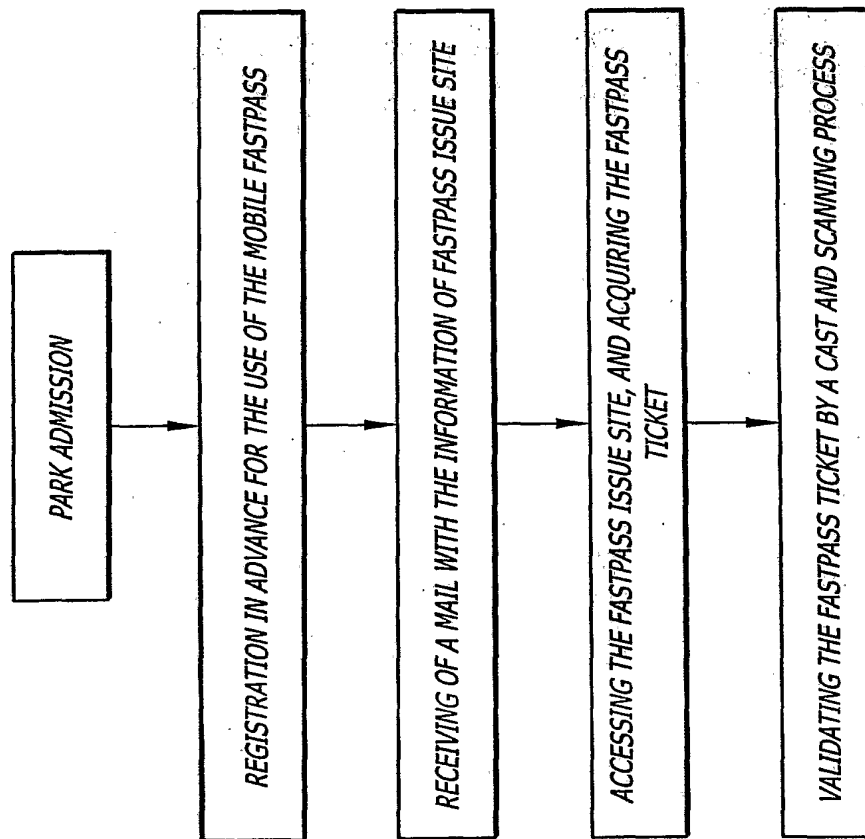 PARK ADMISSION
REGISTRATION IN ADVANCE FOR THE USE OF THE MOBILE FASTPASS
RECEIVING OF A MAIL WITH THE INFORMATION OF FASTPASS ISSUE SITE
ACCESSING THE FASTPASS ISSUE SITE, AND ACQUIRING THE FASTPASS
TICKET
VALIDATING THE FASTPASS TICKET BY A CAST AND SCANNING PROCESS